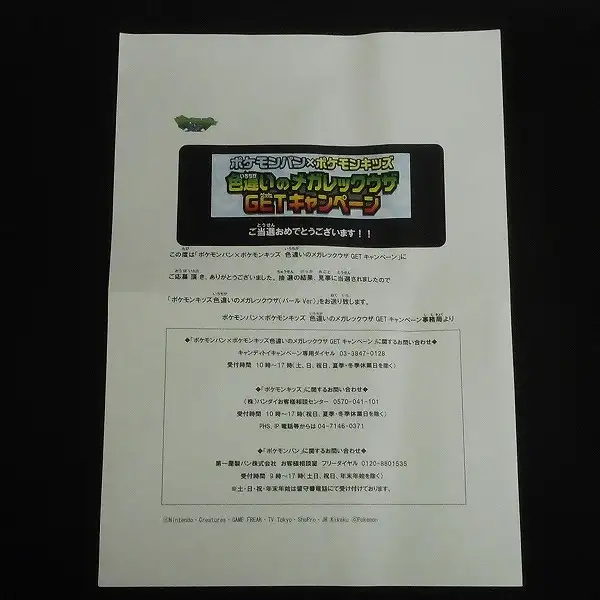 ポケモンパン×ポケモンキッズ
色違いのメガレックウザ
GETキャンペーン
ご当選おめでとうございます！！
この度は「ポケモンパン×ポケモンキッズ 色違いのメガレックウザ GET キャンペーン」に
ご応募頂き、ありがとうございました。抽選の結果、見事に当選されましたので
「ポケモンキッズ色違いのメガレックウザ(パール Ver)」をお送り致します。
ポケモンパン×ポケモンキッズ 色違いのメガレックウザ GET キャンペーン事務局より
◆「ポケモンパン×ポケモンキッズ色違いのメガレックウザ GET キャンペーン」に関するお問い合わせ◆
キャンディトイキャンペーン専用ダイヤル 03-3847-0128
受付時間 10時～17時(土、日、祝日、夏季・冬季休業日を除く)
◆「ポケモンキッズ」に関するお問い合わせ◆
(株)バンダイお客様相談センター 0570-041-101
受付時間 10時～17時(祝日、夏季・冬季休業日を除く)
PHS、IP 電話等からは 04-7146-0371
◆「ポケモンパン」に関するお問い合わせ◆
第一屋製パン株式会社 お客様相談室 フリーダイヤル 0120-8801535
受付時間 9時～17時(土日、祝日、年末年始を除く)
※土・日・祝・年末年始は留守番電話にて受け付けております。
©Nintendo・Creatures・GAME FREAK・TV Tokyo・ShoPro・JR Kikaku ©Pokémon